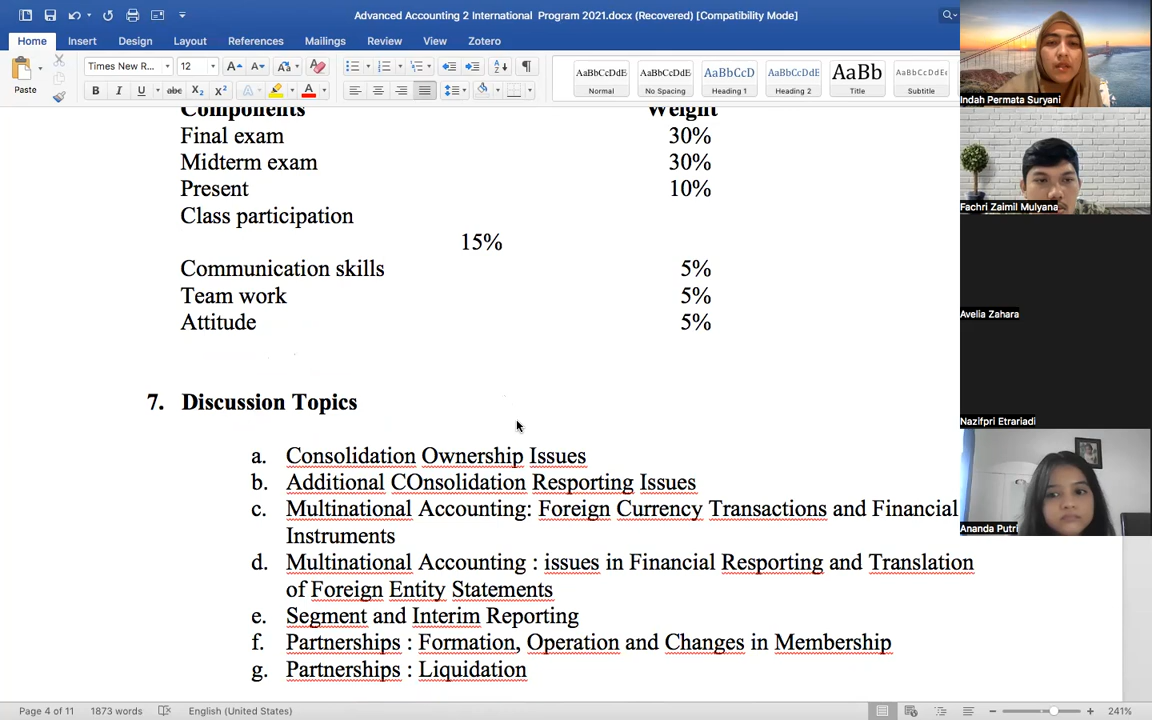 Advanced Accounting 2 International Program 2021.docx (Recovered) [Compatibility Mode]
Home Insert Design Layout References Mailings Review View Zotero
Paste
Times New R... 12
AaBbCcDdE AaBbCcDdE AaBbCcD AaBbCcDdE AaBb AaBbCcDdE
Normal No Spacing Heading 1 Heading 2 Title Subtitle
Components Weight
Final exam 30%
Midterm exam 30%
Present 10%
Class participation
15%
Communication skills 5%
Team work 5%
Attitude 5%
7. Discussion Topics
a. Consolidation Ownership Issues
b. Additional COnsolidation Resporting Issues
c. Multinational Accounting: Foreign Currency Transactions and Financial
Instruments
d. Multinational Accounting : issues in Financial Resporting and Translation
of Foreign Entity Statements
e. Segment and Interim Reporting
f. Partnerships : Formation, Operation and Changes in Membership
g. Partnerships : Liquidation
Page 4 of 11 1873 words English (United States) 241%
Indah Permata Suryani
Fachri Zaimil Mulyana
Avelia Zahara
Nazifpri Etrariadi
Ananda Putri